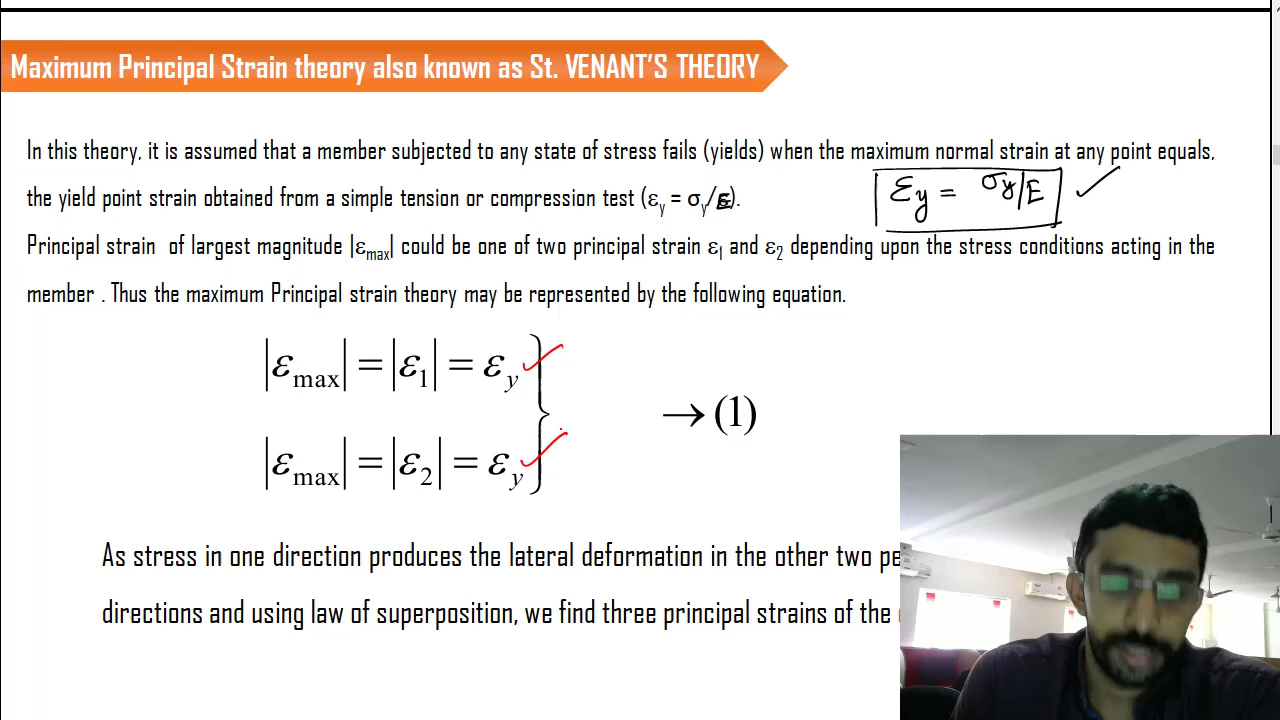 Maximum Principal Strain theory also known as St. VENANT'S THEORY
In this theory, it is assumed that a member subjected to any state of stress fails (yields) when the maximum normal strain at any point equals,
εy = σy/E
the yield point strain obtained from a simple tension or compression test (εy = σy/E).
Principal strain of largest magnitude |εmax| could be one of two principal strain ε1 and ε2 depending upon the stress conditions acting in the
member . Thus the maximum Principal strain theory may be represented by the following equation.
|εmax| = |ε1| = εy
→ (1)
|εmax| = |ε2| = εy
As stress in one direction produces the lateral deformation in the other two
directions and using law of superposition, we find three principal strains of the